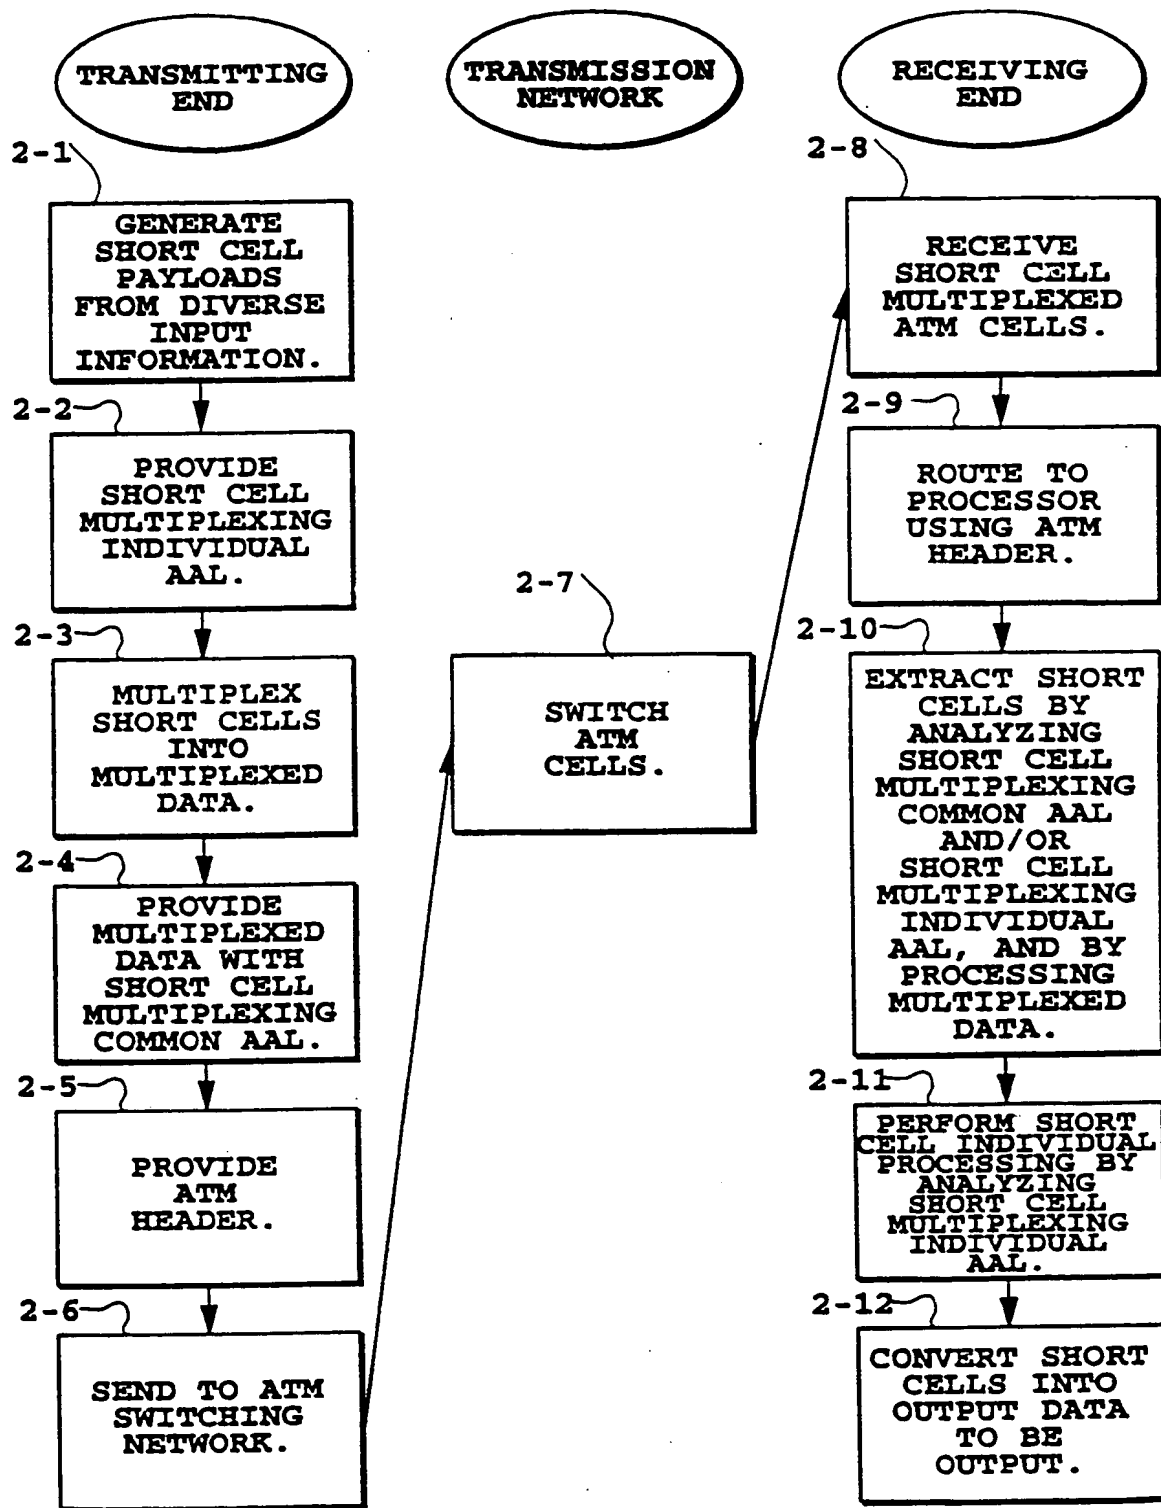 TRANSMITTING
END
2-1
GENERATE
SHORT CELL
PAYLOADS
FROM DIVERSE
INPUT
INFORMATION.
2-2
PROVIDE
SHORT CELL
MULTIPLEXING
INDIVIDUAL
AAL.
2-3
MULTIPLEX
SHORT CELLS
INTO
MULTIPLEXED
DATA.
2-4
PROVIDE
MULTIPLEXED
DATA WITH
SHORT CELL
MULTIPLEXING
COMMON AAL.
2-5
PROVIDE
ATM
HEADER.
2-6
SEND TO ATM
SWITCHING
NETWORK.
TRANSMISSION
NETWORK
2-7
SWITCH
ATM
CELLS.
RECEIVING
END
2-8
RECEIVE
SHORT CELL
MULTIPLEXED
ATM CELLS.
2-9
ROUTE TO
PROCESSOR
USING ATM
HEADER.
2-10
EXTRACT SHORT
CELLS BY
ANALYZING
SHORT CELL
MULTIPLEXING
COMMON AAL
AND/OR
SHORT CELL
MULTIPLEXING
INDIVIDUAL
AAL, AND BY
PROCESSING
MULTIPLEXED
DATA.
2-11
PERFORM SHORT
CELL INDIVIDUAL
PROCESSING BY
ANALYZING
SHORT CELL
MULTIPLEXING
INDIVIDUAL
AAL.
2-12
CONVERT SHORT
CELLS INTO
OUTPUT DATA
TO BE
OUTPUT.